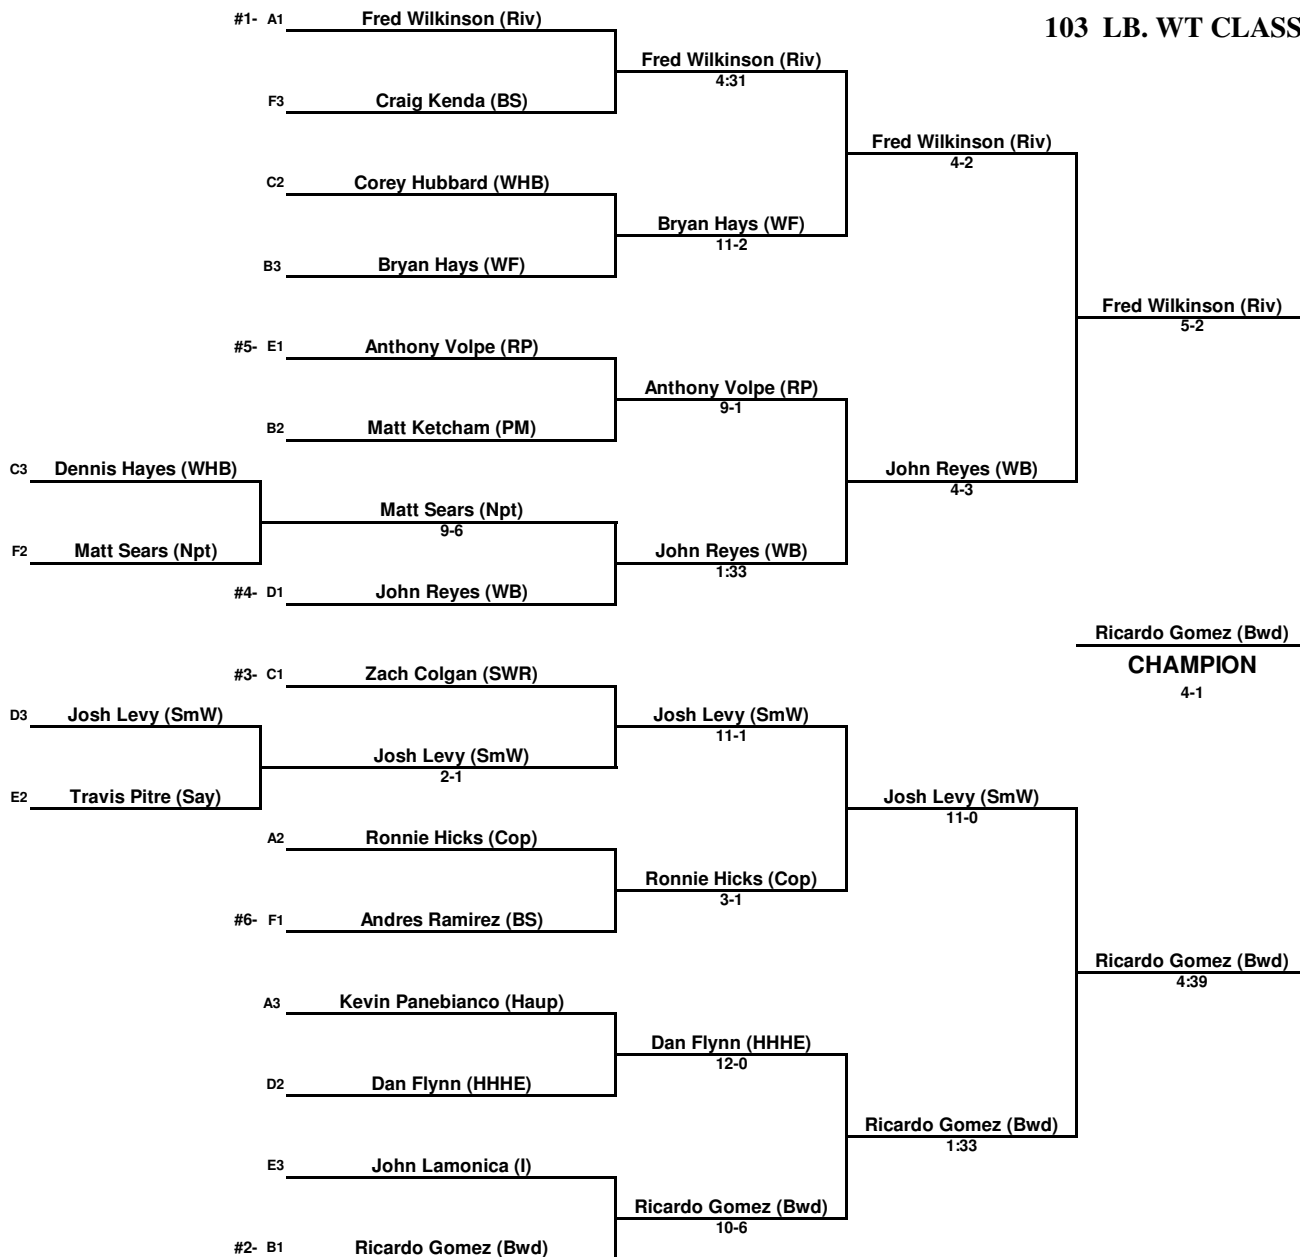 #1- A1 Fred Wilkinson (Riv)
103 LB. WT CLASS
Fred Wilkinson (Riv)
4:31
F3 Craig Kenda (BS)
Fred Wilkinson (Riv)
4-2
C2 Corey Hubbard (WHB)
Bryan Hays (WF)
11-2
B3 Bryan Hays (WF)
Fred Wilkinson (Riv)
5-2
#5- E1 Anthony Volpe (RP)
Anthony Volpe (RP)
9-1
B2 Matt Ketcham (PM)
C3 Dennis Hayes (WHB)
John Reyes (WB)
4-3
Matt Sears (Npt)
9-6
F2 Matt Sears (Npt)
John Reyes (WB)
1:33
#4- D1 John Reyes (WB)
Ricardo Gomez (Bwd)
CHAMPION
4-1
#3- C1 Zach Colgan (SWR)
D3 Josh Levy (SmW)
Josh Levy (SmW)
11-1
Josh Levy (SmW)
2-1
E2 Travis Pitre (Say)
Josh Levy (SmW)
11-0
A2 Ronnie Hicks (Cop)
Ronnie Hicks (Cop)
3-1
#6- F1 Andres Ramirez (BS)
Ricardo Gomez (Bwd)
4:39
A3 Kevin Panebianco (Haup)
Dan Flynn (HHHE)
12-0
D2 Dan Flynn (HHHE)
Ricardo Gomez (Bwd)
1:33
E3 John Lamonica (I)
Ricardo Gomez (Bwd)
10-6
#2- B1 Ricardo Gomez (Bwd)